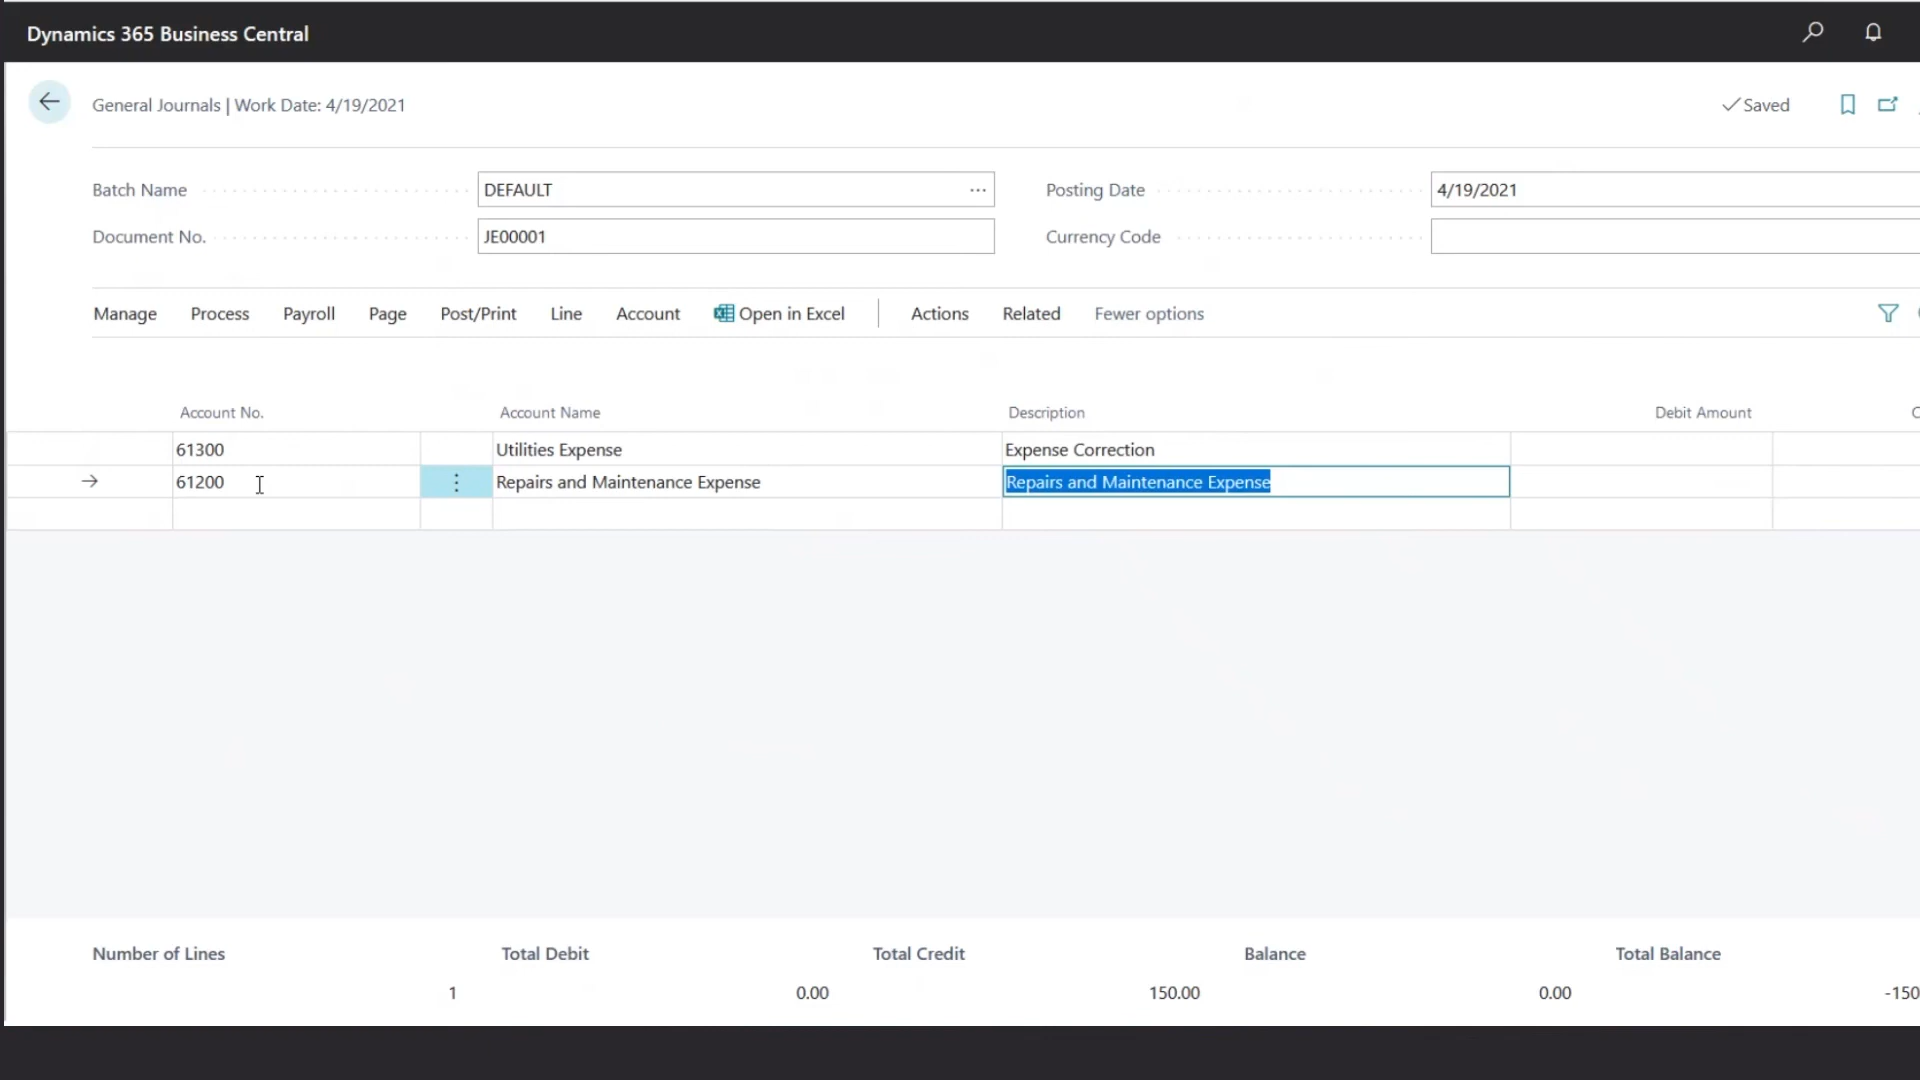 Dynamics 365 Business Central
General Journals | Work Date: 4/19/2021
Saved
Batch Name DEFAULT ... Posting Date 4/19/2021
Document No. JE00001 Currency Code
Manage Process Payroll Page Post/Print Line Account Open in Excel Actions Related Fewer options
Account No. Account Name Description Debit Amount
61300 Utilities Expense Expense Correction
61200 Repairs and Maintenance Expense Repairs and Maintenance Expense
Number of Lines Total Debit Total Credit Balance Total Balance
1 0.00 150.00 0.00 -150